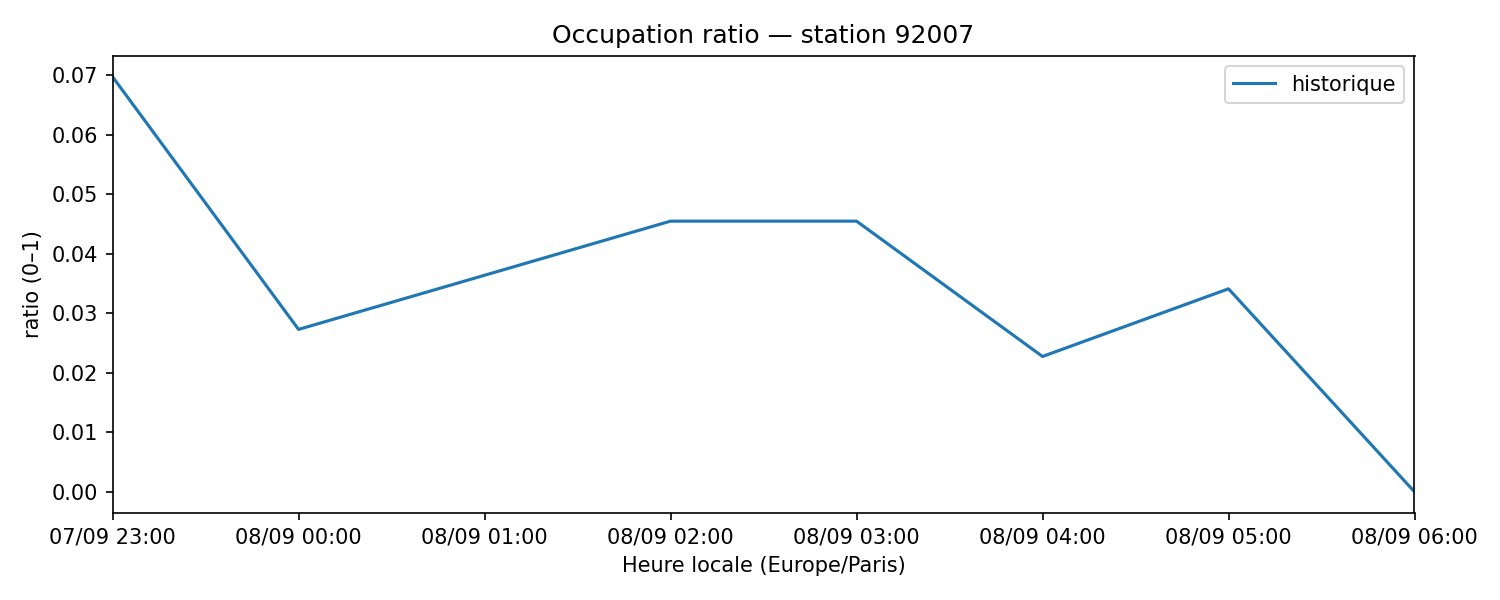 Occupation ratio — station 92007
historique
ratio (0–1)
0.07
0.06
0.05
0.04
0.03
0.02
0.01
0.00
07/09 23:00 08/09 00:00 08/09 01:00 08/09 02:00 08/09 03:00 08/09 04:00 08/09 05:00 08/09 06:00
Heure locale (Europe/Paris)